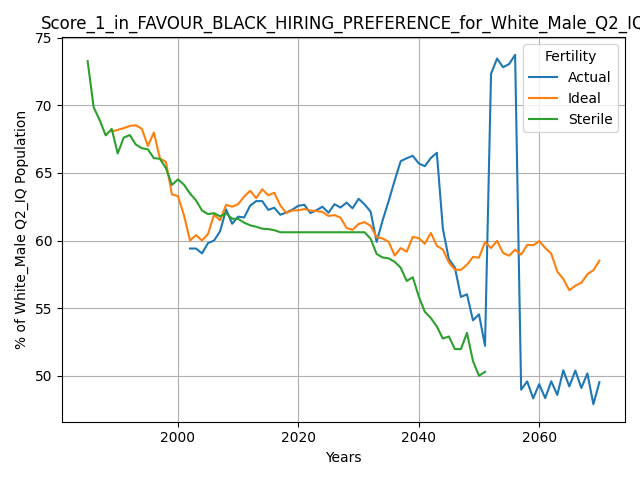 Score_1_in_FAVOUR_BLACK_HIRING_PREFERENCE_for_White_Male_Q2_IQ
75
70
65
60
55
50
% of White_Male Q2_IQ Population
Fertility
Actual
Ideal
Sterile
2000
2020
2040
2060
Years